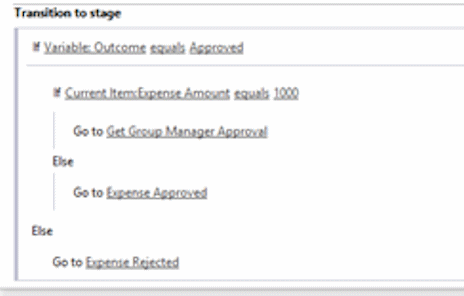 Transition to stage
If Variable: Outcome equals Approved
If Current Item:Expense Amount equals 1000
Go to Get Group Manager Approval
Else
Go to Expense Approved
Else
Go to Expense Rejected